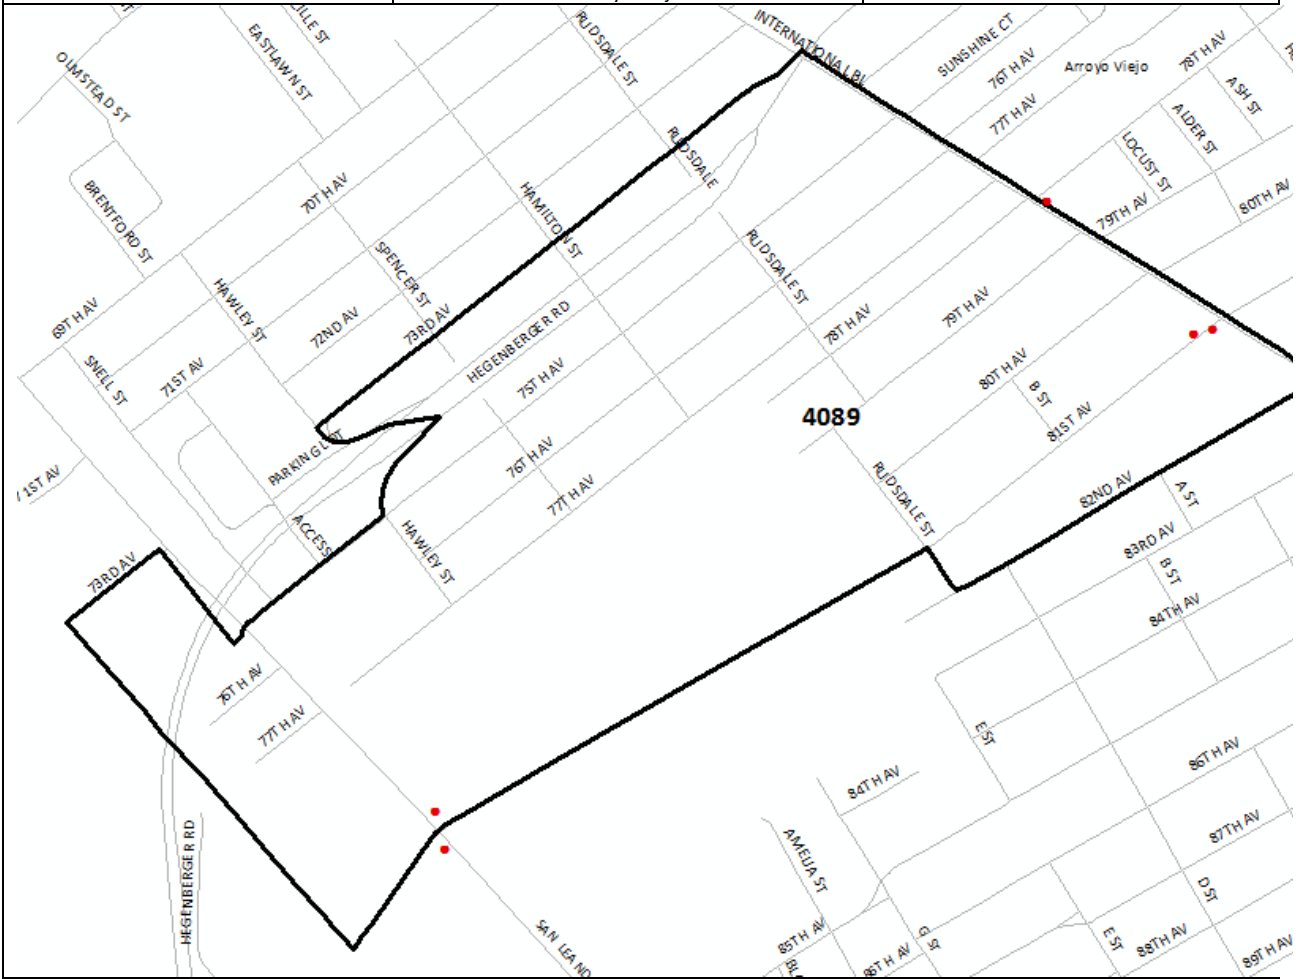 INTERNATIONAL BL
SUNSHINE CT
76TH AV
77TH AV
Arroyo Viejo
78TH AV
ASH ST
ALDER ST
LOCUST ST
79TH AV
80TH AV
EASTLAWN ST
RUDSDALE ST
OLMSTEAD ST
BRENTFORD ST
70TH AV
HAMILTON ST
RUDSDALE
SPENCER ST
HAWLEY ST
69TH AV
72ND AV
73RD AV
HEGENBERGER RD
75TH AV
RUDSDALE ST
78TH AV
79TH AV
80TH AV
B ST
81ST AV
SNELL ST
71ST AV
PARKING LOT
4089
76TH AV
77TH AV
71ST AV
ACCESS
HAWLEY ST
RUDSDALE ST
82ND AV
A ST
83RD AV
B ST
84TH AV
73RD AV
76TH AV
77TH AV
E ST
84TH AV
86TH AV
87TH AV
HEGENBERGER RD
AMELIA ST
D ST
85TH AV
G ST
E ST
88TH AV
89TH AV
86TH AV
SAN LEAND